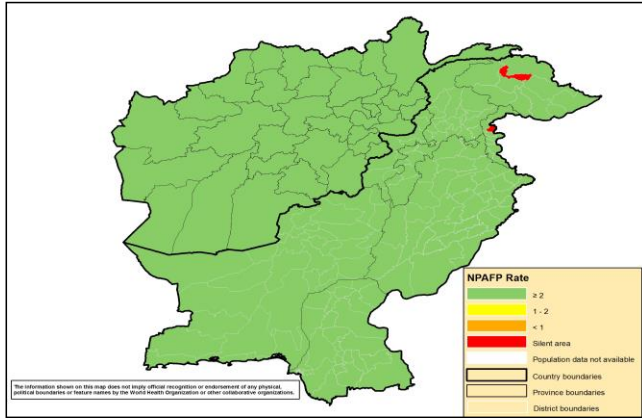 NPAFP Rate
≥ 2
1 - 2
< 1
Silent area
Population data not available
Country boundaries
Province boundaries
District boundaries
The information shown on this map does not imply official recognition or endorsement of any physical,
political boundaries or feature names by the World Health Organization or other collaborative organizations.